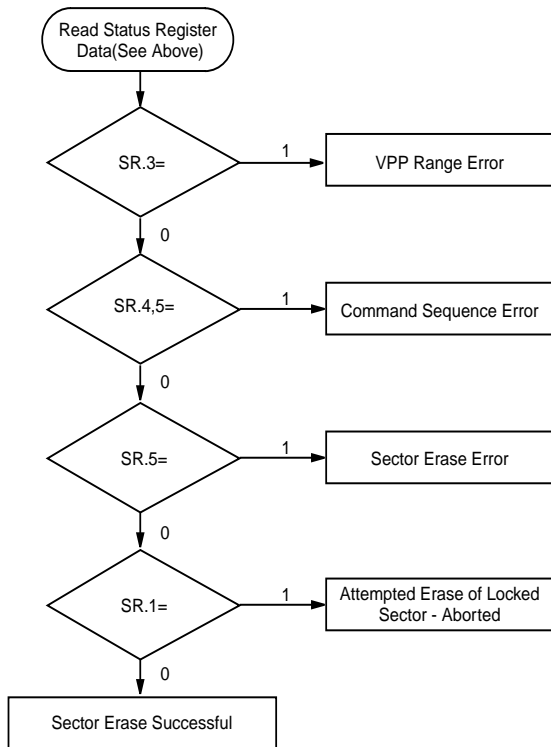 Read Status Register
Data(See Above)
SR.3=
1
VPP Range Error
0
SR.4,5=
1
Command Sequence Error
0
SR.5=
1
Sector Erase Error
0
SR.1=
1
Attempted Erase of Locked
Sector - Aborted
0
Sector Erase Successful